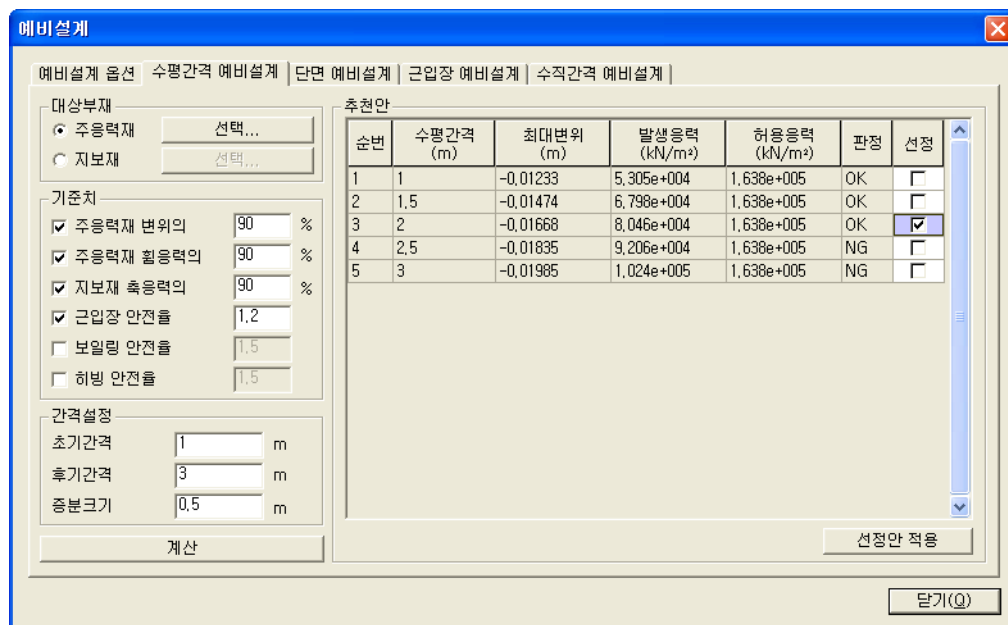 예비설계
예비설계 옵션 수평간격 예비설계 단면 예비설계 근입장 예비설계 수직간격 예비설계
대상부재
주응력재 선택...
지보재 선택...
기준치
주응력재 변위의 90 %
주응력재 휨응력의 90 %
지보재 축응력의 90 %
근입장 안전율 1,2
보일링 안전율 1,5
히빙 안전율 1,5
간격설정
초기간격 1 m
후기간격 3 m
증분크기 0,5 m
계산
추천안
순번 수평간격 (m) 최대변위 (m) 발생응력 (kN/m²) 허용응력 (kN/m²) 판정 선정
1 1 -0,01233 5,305e+004 1,638e+005 OK
2 1,5 -0,01474 6,798e+004 1,638e+005 OK
3 2 -0,01668 8,046e+004 1,638e+005 OK
4 2,5 -0,01835 9,206e+004 1,638e+005 NG
5 3 -0,01985 1,024e+005 1,638e+005 NG
선정안 적용
닫기(Q)